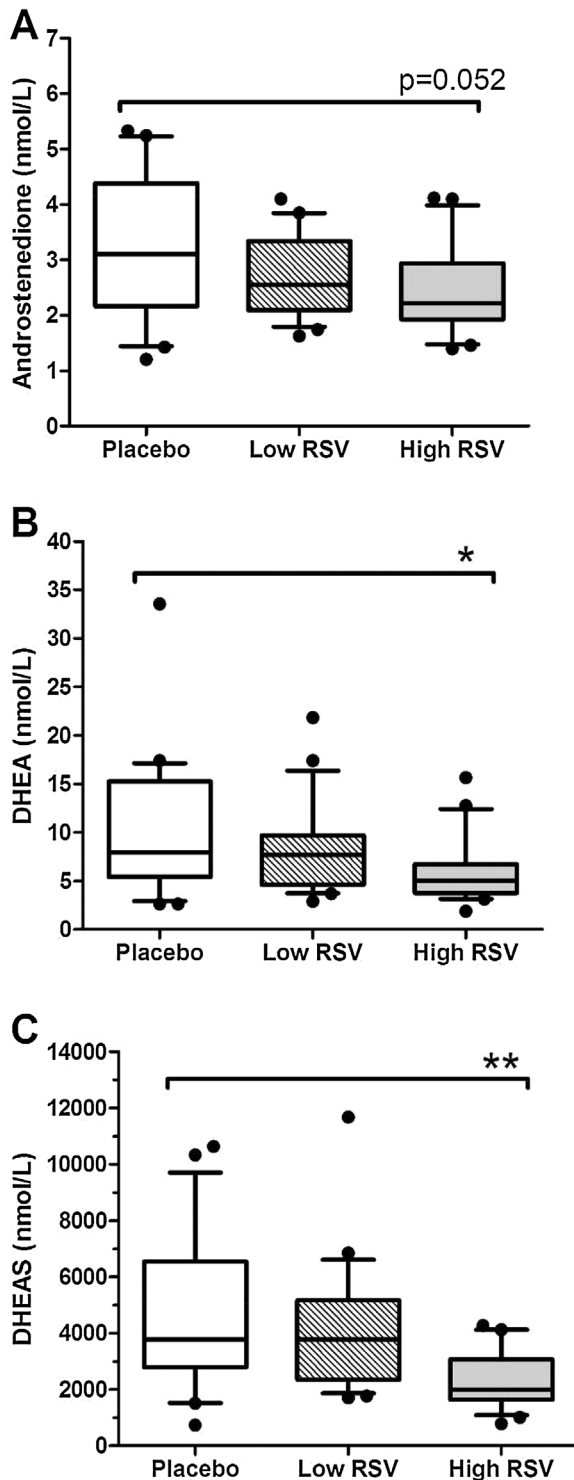 A
7
6
5
4
3
2
1
0
Androstenedione (nmol/L)
p=0.052
Placebo Low RSV High RSV
B
40
35
30
25
20
15
10
5
0
DHEA (nmol/L)
*
Placebo Low RSV High RSV
C
14000
12000
10000
8000
6000
4000
2000
0
DHEAS (nmol/L)
**
Placebo Low RSV High RSV